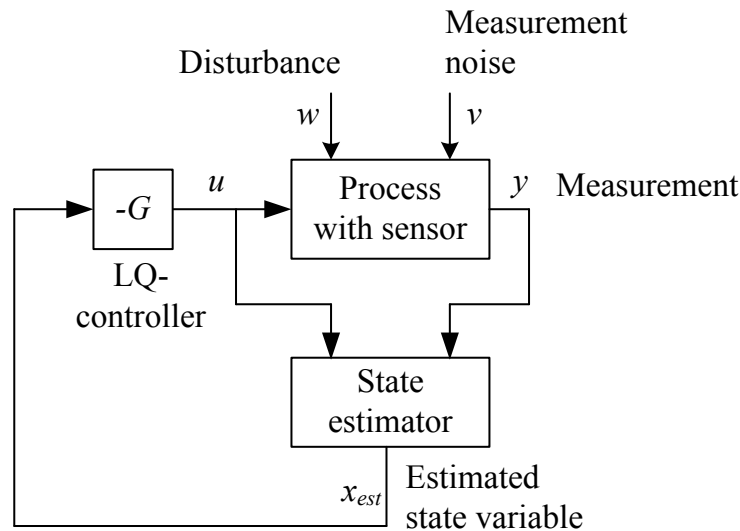 Disturbance
Measurement
noise
w
v
-G
u
Process
with sensor
y
Measurement
LQ-
controller
State
estimator
x_est
Estimated
state variable